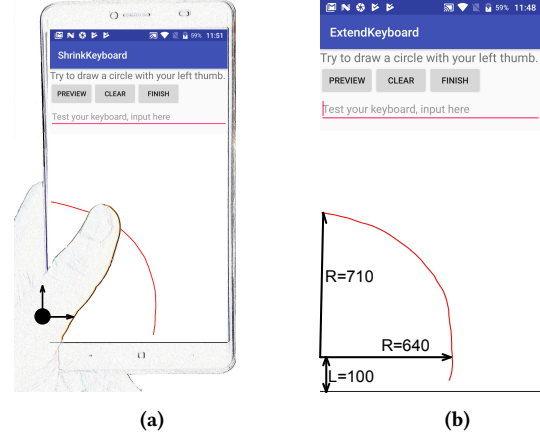 59% 11:51
ShrinkKeyboard
Try to draw a circle with your left thumb.
PREVIEW CLEAR FINISH
Test your keyboard, input here
(a)
59% 11:48
ExtendKeyboard
Try to draw a circle with your left thumb.
PREVIEW CLEAR FINISH
Test your keyboard, input here
R=710
R=640
L=100
(b)